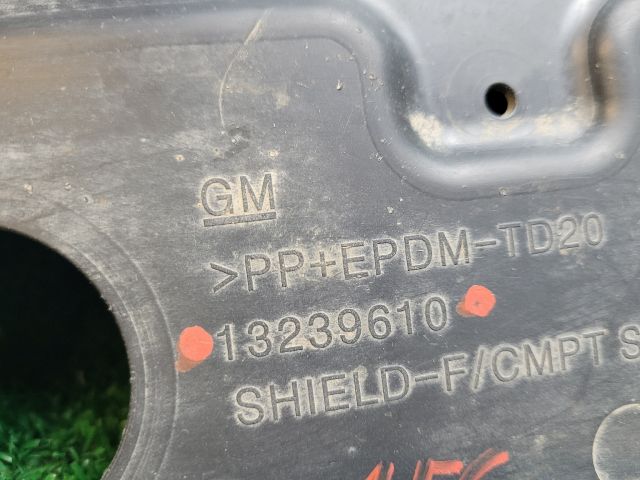 GM
>PP+EPDM-TD20
13239610
SHIELD-F/CMPT S